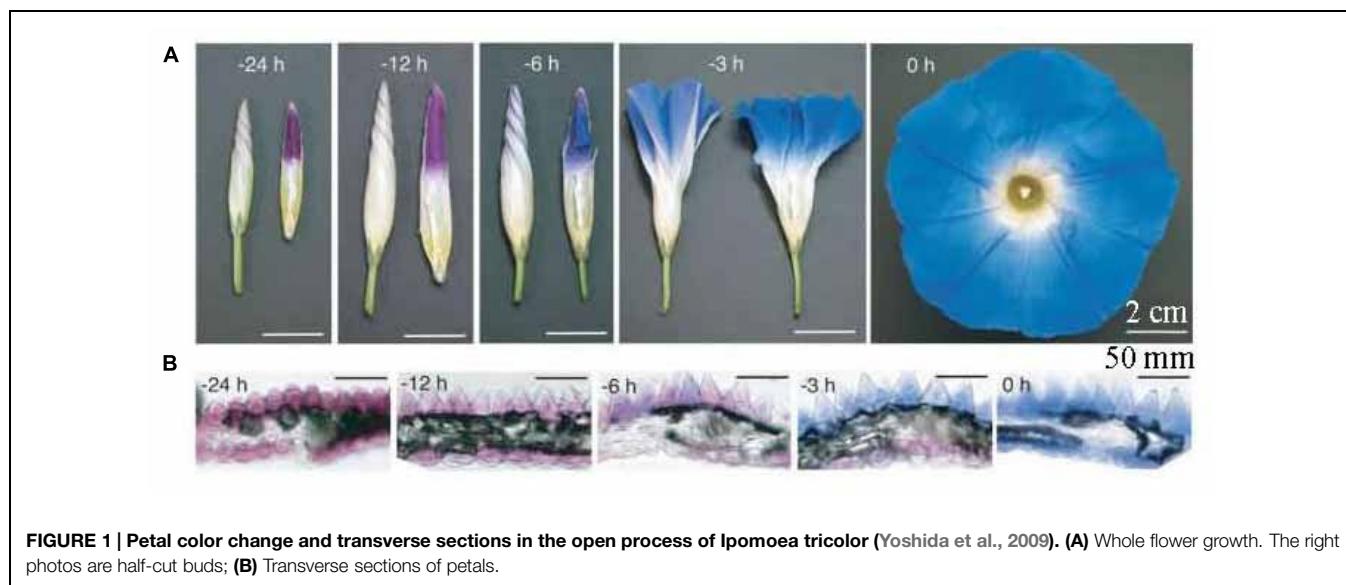 A
-24 h
-12 h
-6 h
-3 h
0 h
2 cm
50 mm
B
-24 h
-12 h
-6 h
-3 h
0 h
FIGURE 1 | Petal color change and transverse sections in the open process of Ipomoea tricolor (Yoshida et al., 2009). (A) Whole flower growth. The right
photos are half-cut buds; (B) Transverse sections of petals.